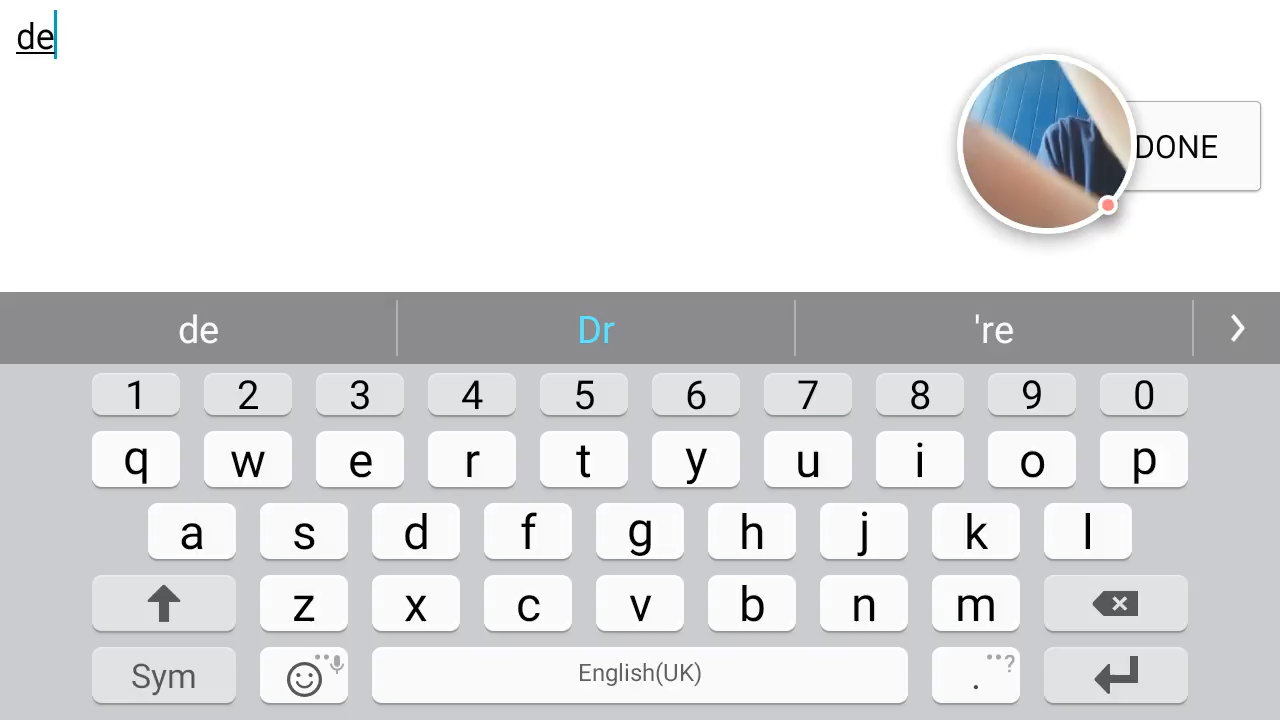 de
DONE
de Dr 're
1 2 3 4 5 6 7 8 9 0
q w e r t y u i o p
a s d f g h j k l
z x c v b n m
Sym English(UK) . ?